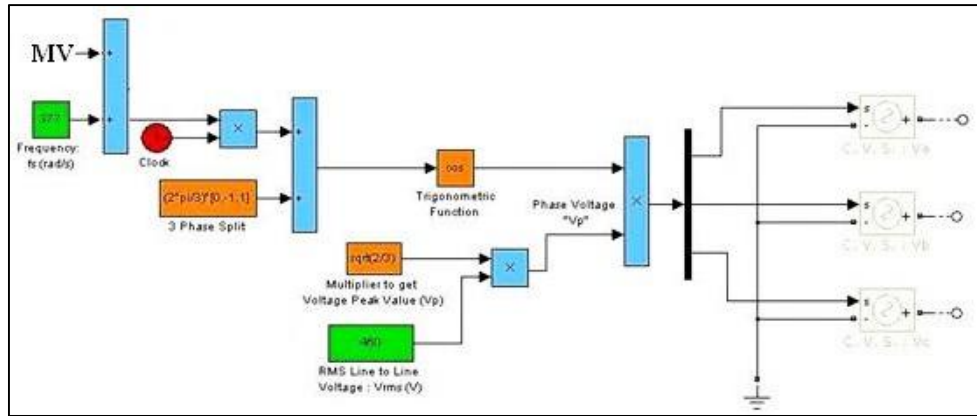 MV
377
Frequency:
fs (rad/s)
Clock
×
(2*pi/3)*[0,-1,1]
3 Phase Split
+
+
+
+
cos
Trigonometric
Function
sqrt(2/3)
Multiplier to get
Voltage Peak Value (Vp)
×
460
RMS Line to Line
Voltage : Vrms (V)
Phase Voltage
"Vp"
×
s
-
+
C. V. S. : Va
s
-
+
C. V. S. : Vb
s
-
+
C. V. S. : Vc